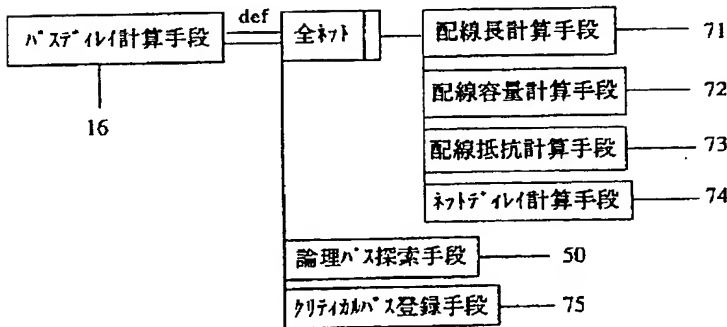 def
ﾊﾟｽﾃﾞｨﾚｲ計算手段
16
全ﾈｯﾄ
配線長計算手段
71
配線容量計算手段
72
配線抵抗計算手段
73
ﾈｯﾄﾃﾞｨﾚｲ計算手段
74
論理ﾊﾟｽ探索手段
50
ｸﾘﾃｨｶﾙﾊﾟｽ登録手段
75